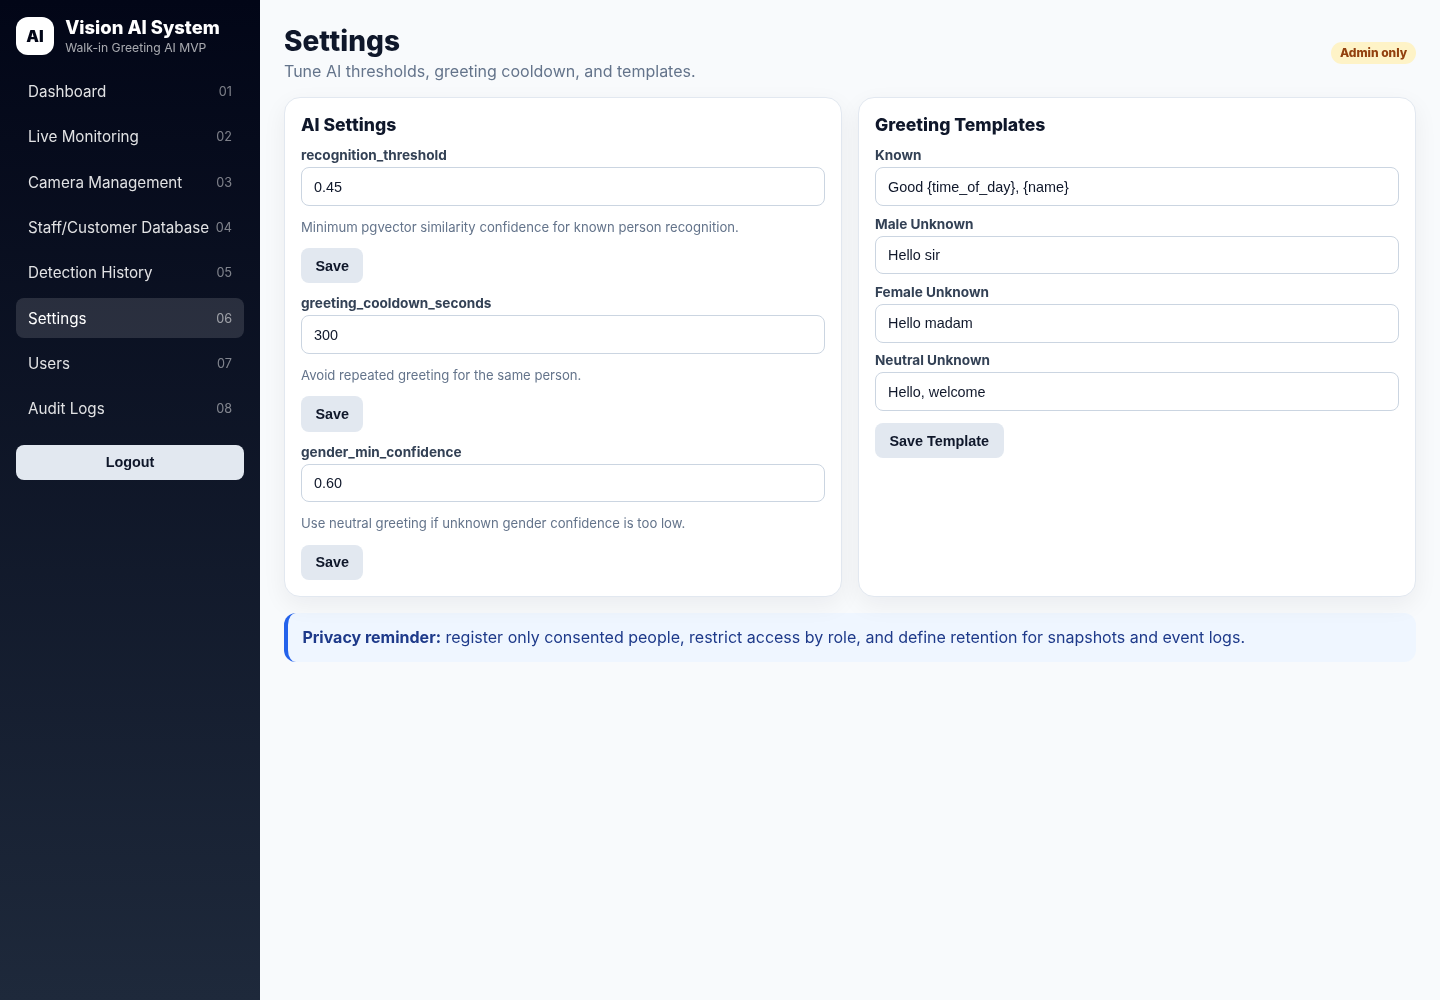 AI
Vision AI System
Walk-in Greeting AI MVP
Dashboard 01
Live Monitoring 02
Camera Management 03
Staff/Customer Database 04
Detection History 05
Settings 06
Users 07
Audit Logs 08
Logout
Settings
Tune AI thresholds, greeting cooldown, and templates.
Admin only
AI Settings
recognition_threshold
0.45
Minimum pgvector similarity confidence for known person recognition.
Save
greeting_cooldown_seconds
300
Avoid repeated greeting for the same person.
Save
gender_min_confidence
0.60
Use neutral greeting if unknown gender confidence is too low.
Save
Greeting Templates
Known
Good {time_of_day}, {name}
Male Unknown
Hello sir
Female Unknown
Hello madam
Neutral Unknown
Hello, welcome
Save Template
Privacy reminder: register only consented people, restrict access by role, and define retention for snapshots and event logs.